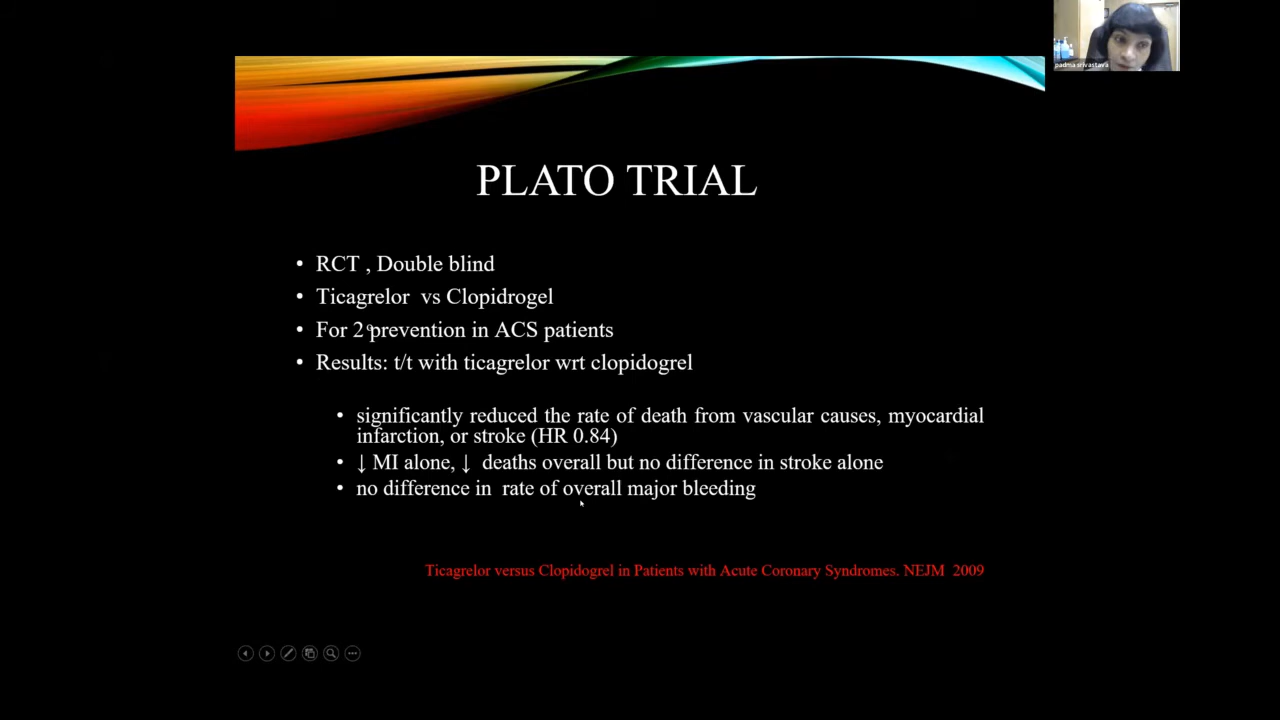 padma srivastava
PLATO TRIAL
• RCT , Double blind
• Ticagrelor vs Clopidrogel
• For 2º prevention in ACS patients
• Results: t/t with ticagrelor wrt clopidogrel
• significantly reduced the rate of death from vascular causes, myocardial
infarction, or stroke (HR 0.84)
• ↓ MI alone, ↓ deaths overall but no difference in stroke alone
• no difference in rate of overall major bleeding
Ticagrelor versus Clopidogrel in Patients with Acute Coronary Syndromes. NEJM 2009